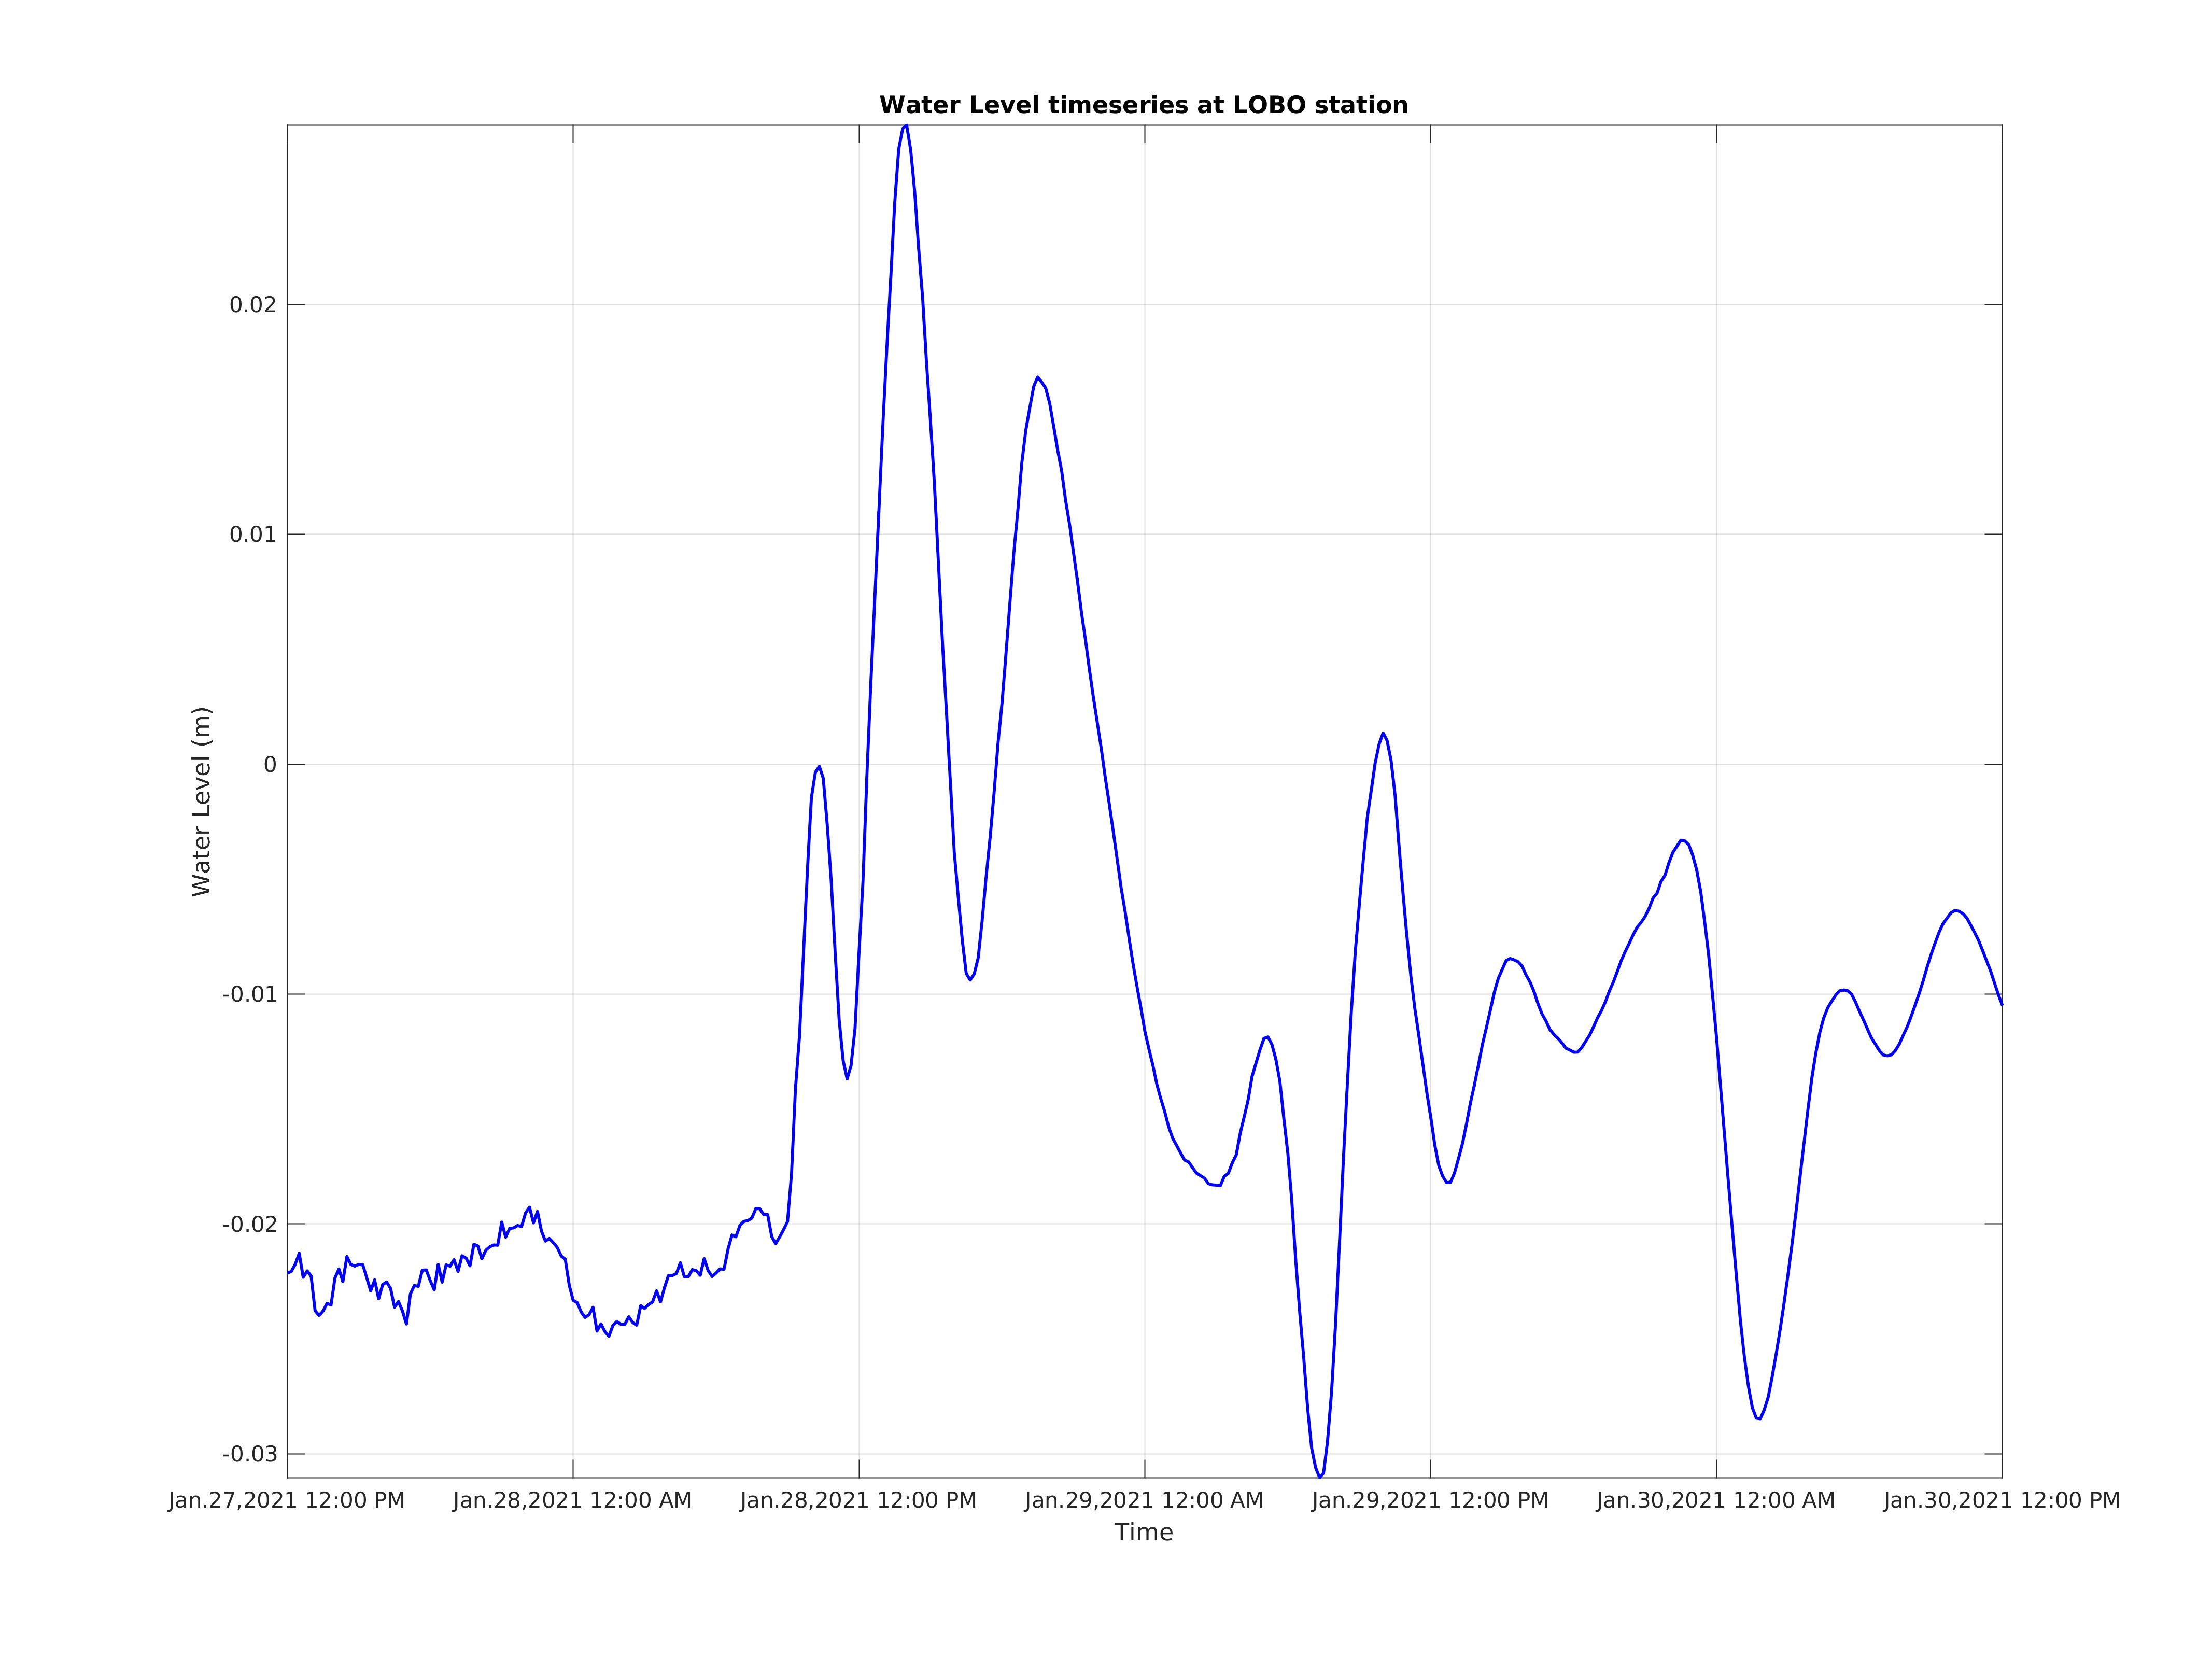 Water Level timeseries at LOBO station
0.02
0.01
0
-0.01
-0.02
-0.03
Water Level (m)
Jan.27,2021 12:00 PM Jan.28,2021 12:00 AM Jan.28,2021 12:00 PM Jan.29,2021 12:00 AM Jan.29,2021 12:00 PM Jan.30,2021 12:00 AM Jan.30,2021 12:00 PM
Time